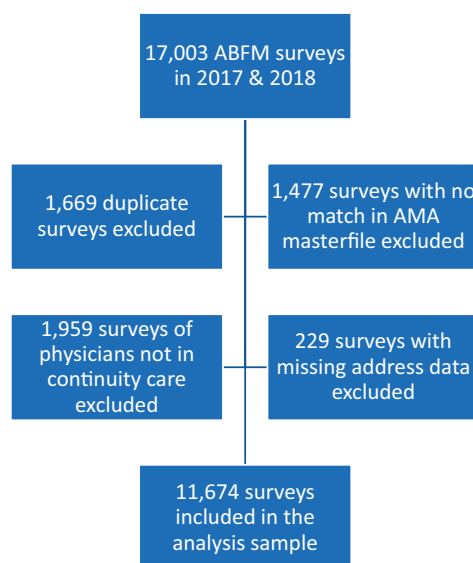 17,003 ABFM surveys
in 2017 & 2018
1,669 duplicate
surveys excluded
1,477 surveys with no
match in AMA
masterfile excluded
1,959 surveys of
physicians not in
continuity care
excluded
229 surveys with
missing address data
excluded
11,674 surveys
included in the
analysis sample